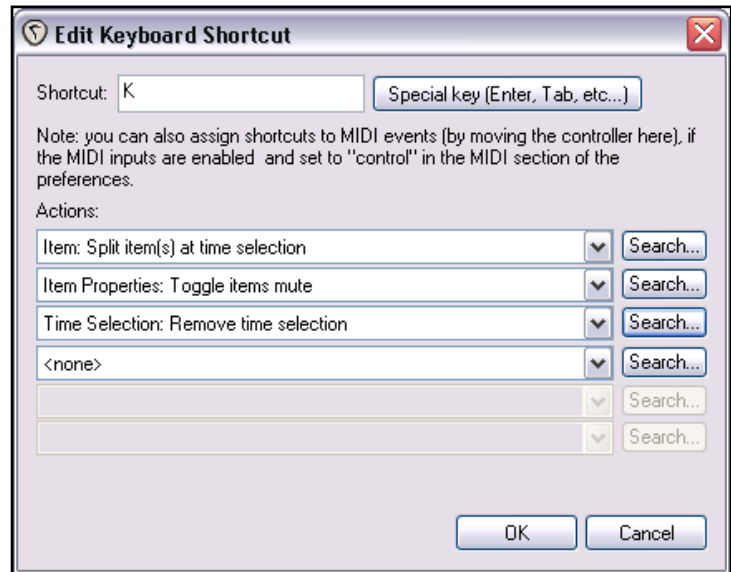 Edit Keyboard Shortcut
Shortcut: K Special key (Enter, Tab, etc...)
Note: you can also assign shortcuts to MIDI events (by moving the controller here), if
the MIDI inputs are enabled  and set to "control" in the MIDI section of the
preferences.
Actions:
Item: Split item(s) at time selection Search...
Item Properties: Toggle items mute Search...
Time Selection: Remove time selection Search...
<none> Search...
Search...
Search...
OK Cancel